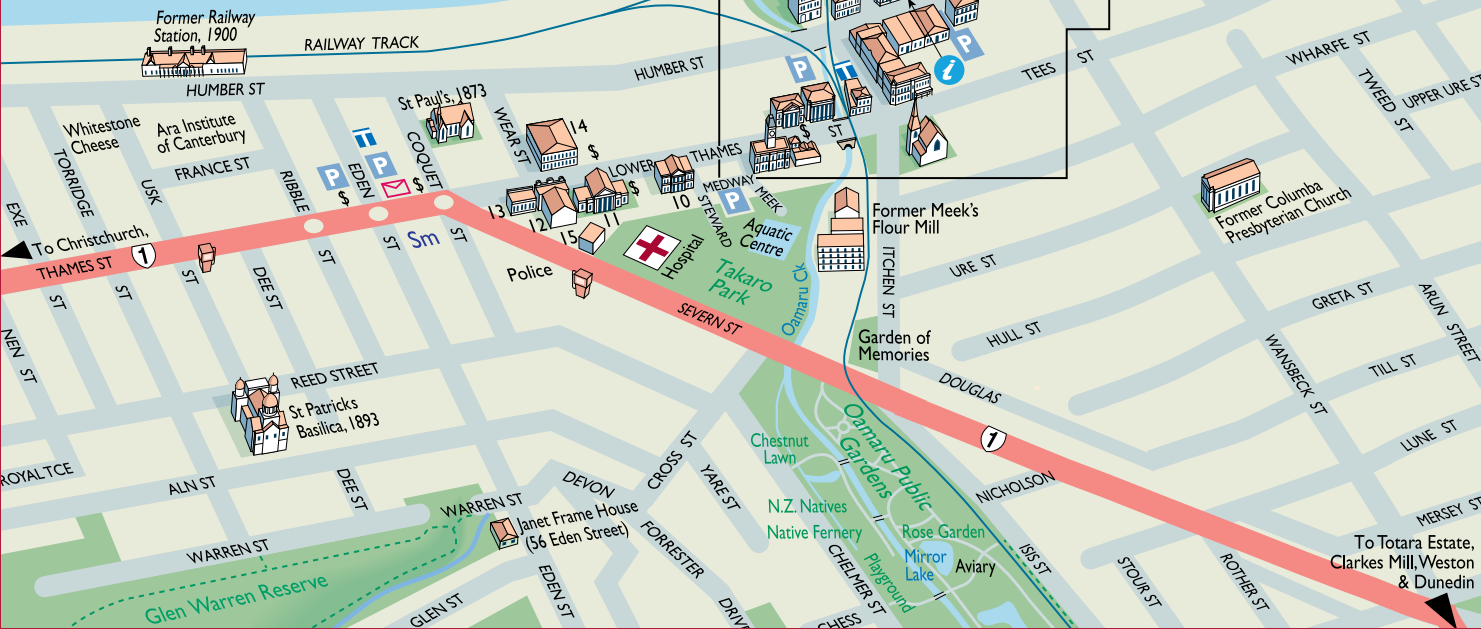 Former Railway
Station, 1900
RAILWAY TRACK
HUMBER ST
HUMBER ST
P
i
P
TEES ST
WHARFE ST
TWEED ST
UPPER URE ST
Whitestone
Cheese
Ara Institute
of Canterbury
St Paul's, 1873
WEAR ST
14
$
FRANCE ST
TORRIDGE ST
USK ST
RIBBLE ST
EDEN ST
COQUET ST
EXE ST
P
$
P
$
LOWER THAMES ST
$
$
MEDWAY
MEEK
STEWARD
P
13
12
11
10
15
To Christchurch,
1
THAMES ST
Sm
Police
Hospital
Aquatic
Centre
Takaro
Park
Oamaru Ck
Former Meek's
Flour Mill
ITCHEN ST
Former Columba
Presbyterian Church
URE ST
HULL ST
GRETA ST
ARUN STREET
WANSBECK ST
TILL ST
LUNE ST
MERSEY ST
DEE ST
NEN ST
SEVERN ST
Garden of
Memories
DOUGLAS
REED STREET
St Patricks
Basilica, 1893
ROYAL TCE
ALN ST
DEE ST
WARREN ST
WARREN ST
DEVON
CROSS ST
YARE ST
Janet Frame House
(56 Eden Street)
Glen Warren Reserve
GLEN ST
EDEN ST
FORRESTER
DRIV
CHELMER ST
CHESS
Chestnut
Lawn
Oamaru Public
Gardens
N.Z. Natives
Native Fernery
Rose Garden
Mirror
Lake
Aviary
Playground
1
NICHOLSON
ISIS ST
STOUR ST
ROTHER ST
To Totara Estate,
Clarkes Mill, Weston
& Dunedin